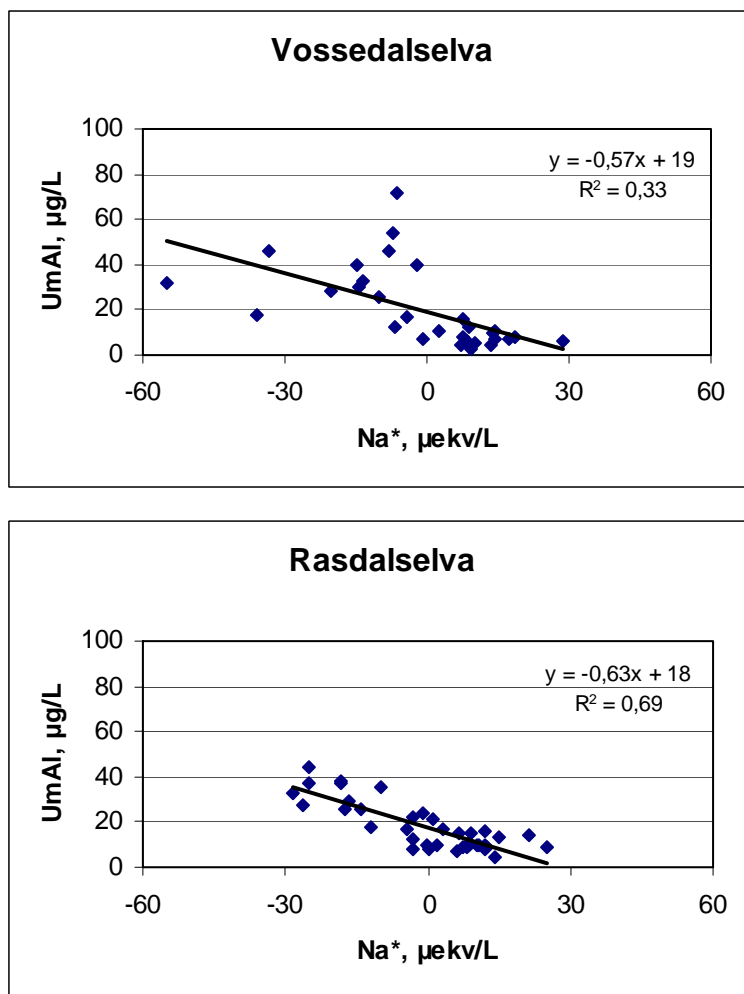 Vossedalselva
y = -0,57x + 19
R² = 0,33
100
80
60
40
20
0
-60 -30 0 30 60
UmAl, µg/L
Na*, µekv/L
Rasdalselva
y = -0,63x + 18
R² = 0,69
100
80
60
40
20
0
-60 -30 0 30 60
UmAl, µg/L
Na*, µekv/L